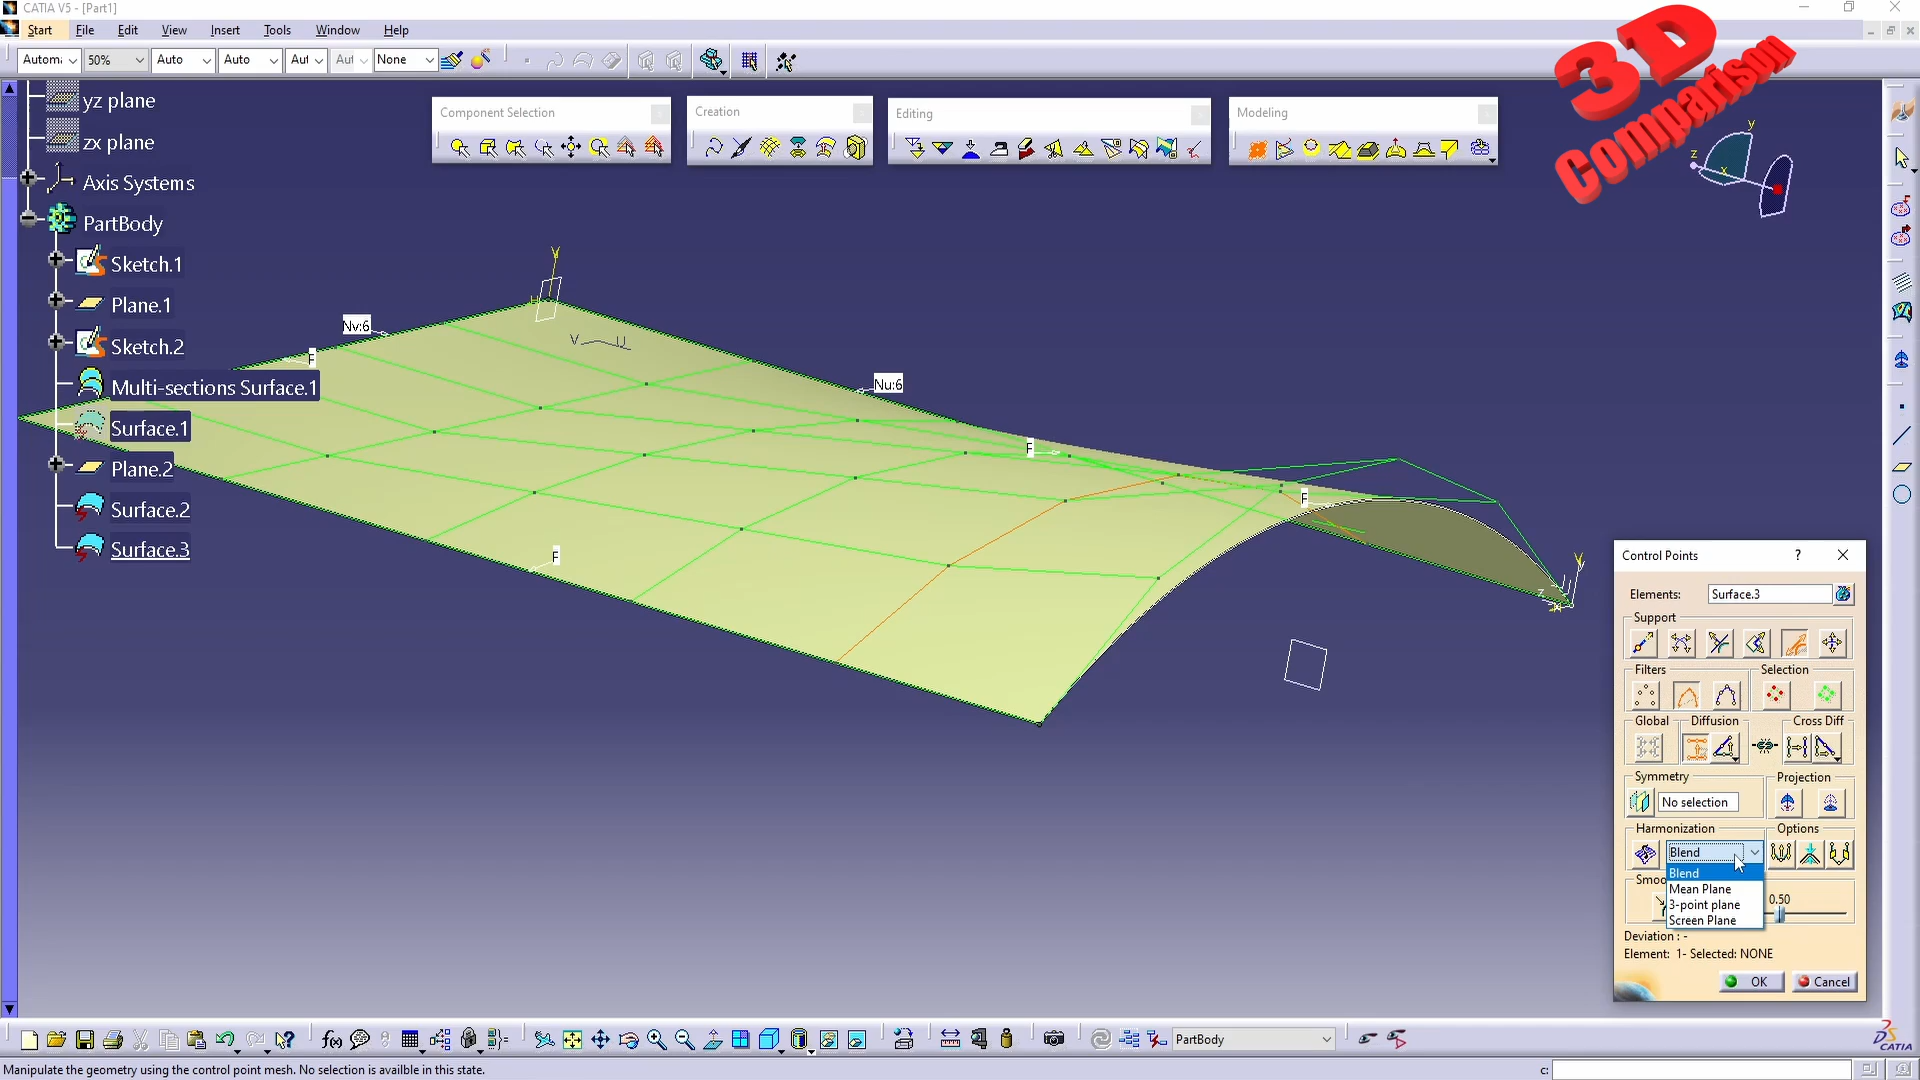 CATIA V5 - [Part1]
Start File Edit View Insert Tools Window Help
50% Auto Auto Aut Aut None
3D
Comparison
yz plane
zx plane
Axis Systems
PartBody
Sketch.1
Plane.1
Sketch.2
Multi-sections Surface.1
Surface.1
Plane.2
Surface.2
Surface.3
Component Selection
Creation
Editing
Modeling
y
z
x
y
H
Nv:6
F
V U
Nu:6
F
F
F
y
z
Control Points ?
Elements: Surface.3
Support
Filters Selection
Global Diffusion Cross Diff
Symmetry Projection
No selection
Harmonization Options
Blend
Blend
Mean Plane
3-point plane
Screen Plane
Smoo
0.50
Deviation : -
Element: 1- Selected: NONE
OK Cancel
f(x)
PartBody
3S
CATIA
Manipulate the geometry using the control point mesh. No selection is availble in this state.
c: